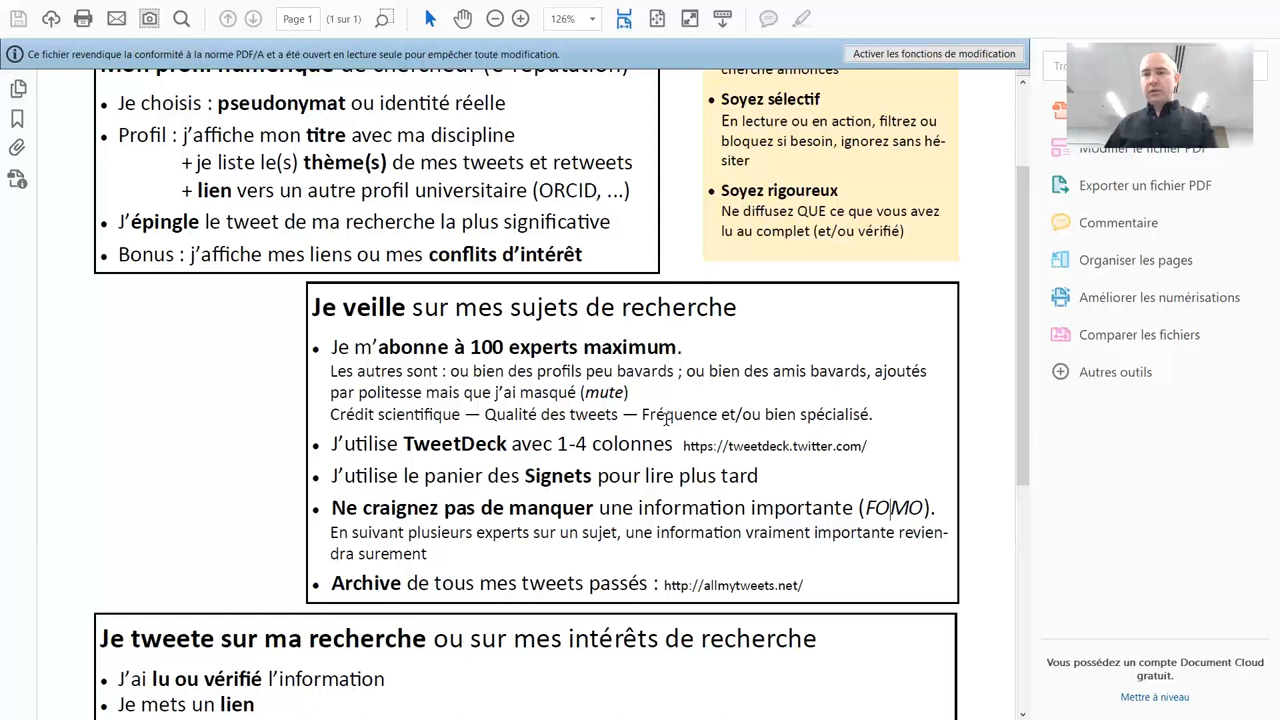 Page 1
(1 sur 1)
126%
Ce fichier revendique la conformité à la norme PDF/A et a été ouvert en lecture seule pour empêcher toute modification.
Activer les fonctions de modification
Mon profil numérique de chercheur (e-réputation)
• Je choisis : pseudonymat ou identité réelle
• Profil : j'affiche mon titre avec ma discipline
+ je liste le(s) thème(s) de mes tweets et retweets
+ lien vers un autre profil universitaire (ORCID, ...)
• J'épingle le tweet de ma recherche la plus significative
• Bonus : j'affiche mes liens ou mes conflits d'intérêt
cherche annoncés
• Soyez sélectif
En lecture ou en action, filtrez ou
bloquez si besoin, ignorez sans hé-
siter
• Soyez rigoureux
Ne diffusez QUE ce que vous avez
lu au complet (et/ou vérifié)
Je veille sur mes sujets de recherche
• Je m'abonne à 100 experts maximum.
Les autres sont : ou bien des profils peu bavards ; ou bien des amis bavards, ajoutés
par politesse mais que j'ai masqué (mute)
Crédit scientifique — Qualité des tweets — Fréquence et/ou bien spécialisé.
• J'utilise TweetDeck avec 1-4 colonnes https://tweetdeck.twitter.com/
• J'utilise le panier des Signets pour lire plus tard
• Ne craignez pas de manquer une information importante (FOMO).
En suivant plusieurs experts sur un sujet, une information vraiment importante revien-
dra surement
• Archive de tous mes tweets passés : http://allmytweets.net/
Je tweete sur ma recherche ou sur mes intérêts de recherche
• J'ai lu ou vérifié l'information
• Je mets un lien
Modifier le fichier PDF
Exporter un fichier PDF
Commentaire
Organiser les pages
Améliorer les numérisations
Comparer les fichiers
Autres outils
Vous possédez un compte Document Cloud
gratuit.
Mettre à niveau